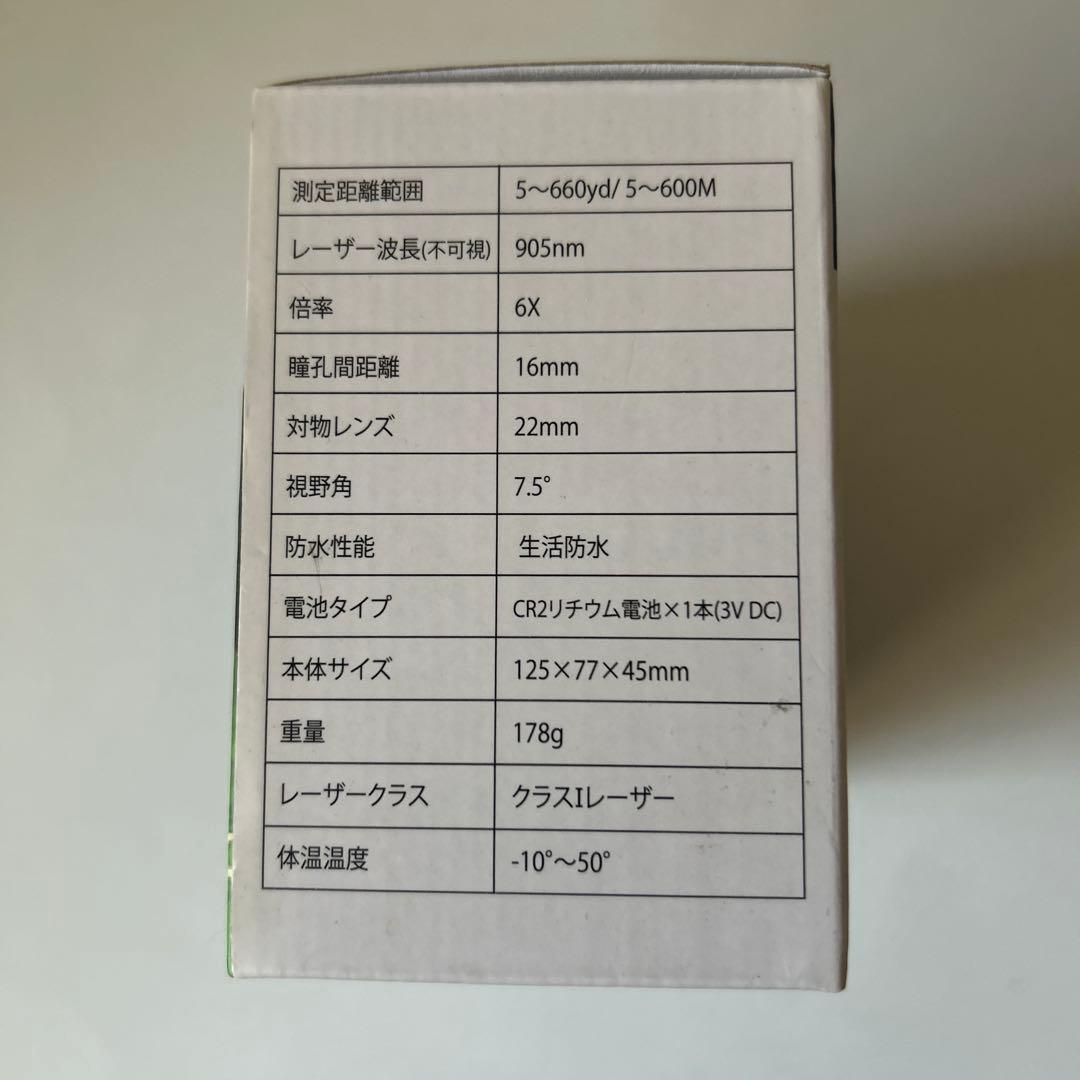 測定距離範囲 5～660yd/ 5～600M
レーザー波長(不可視) 905nm
倍率 6X
瞳孔間距離 16mm
対物レンズ 22mm
視野角 7.5°
防水性能 生活防水
電池タイプ CR2リチウム電池×1本(3V DC)
本体サイズ 125×77×45mm
重量 178g
レーザークラス クラスIレーザー
体温温度 -10°～50°